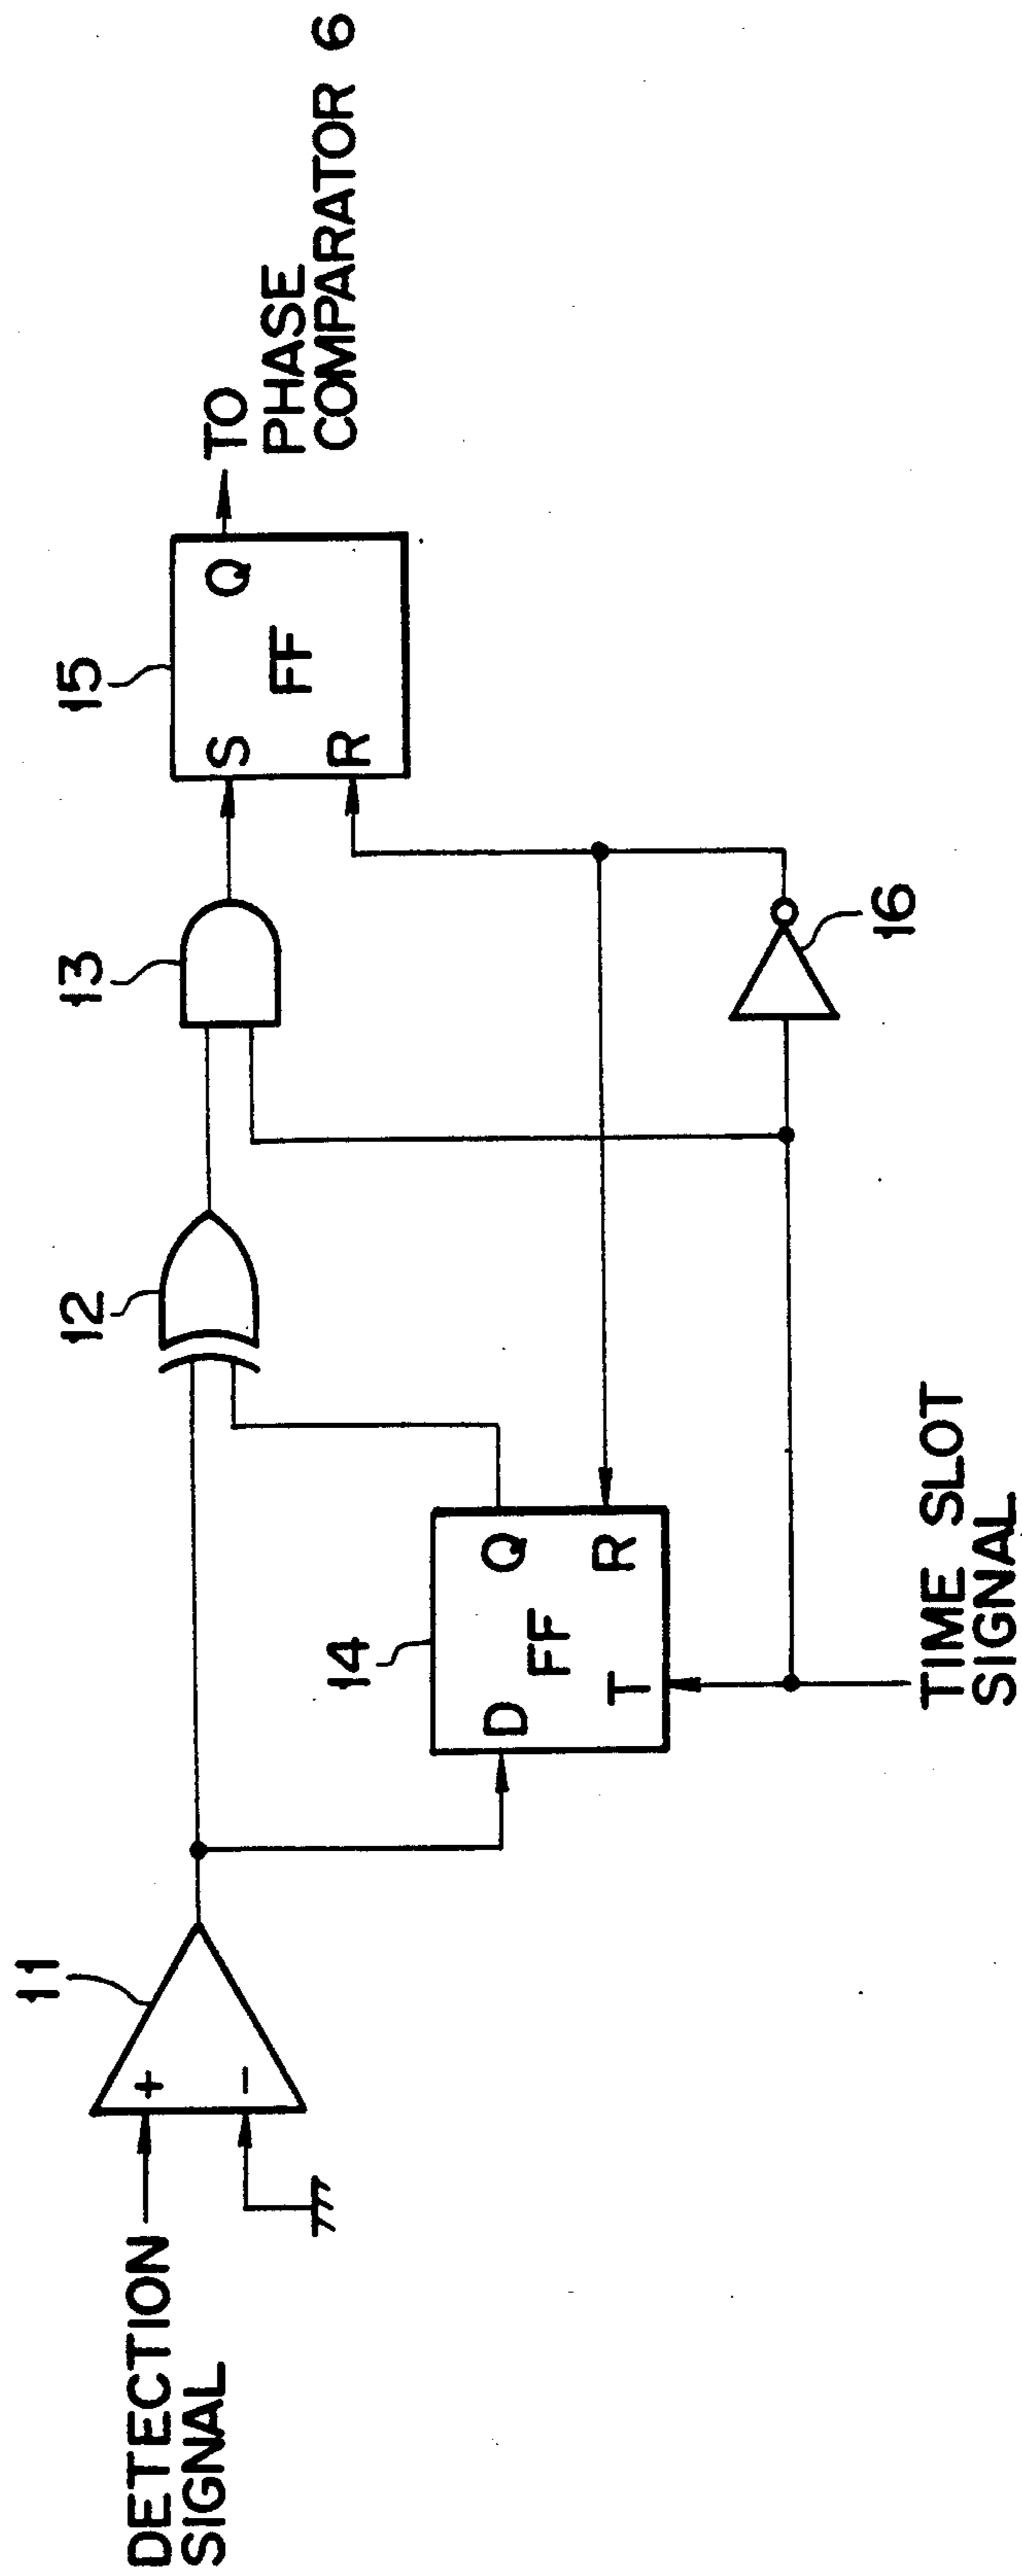 DETECTION
SIGNAL
11
+
−
12
13
14
D
Q
FF
T
R
15
S
Q
FF
R
16
TO
PHASE
COMPARATOR 6
TIME SLOT
SIGNAL